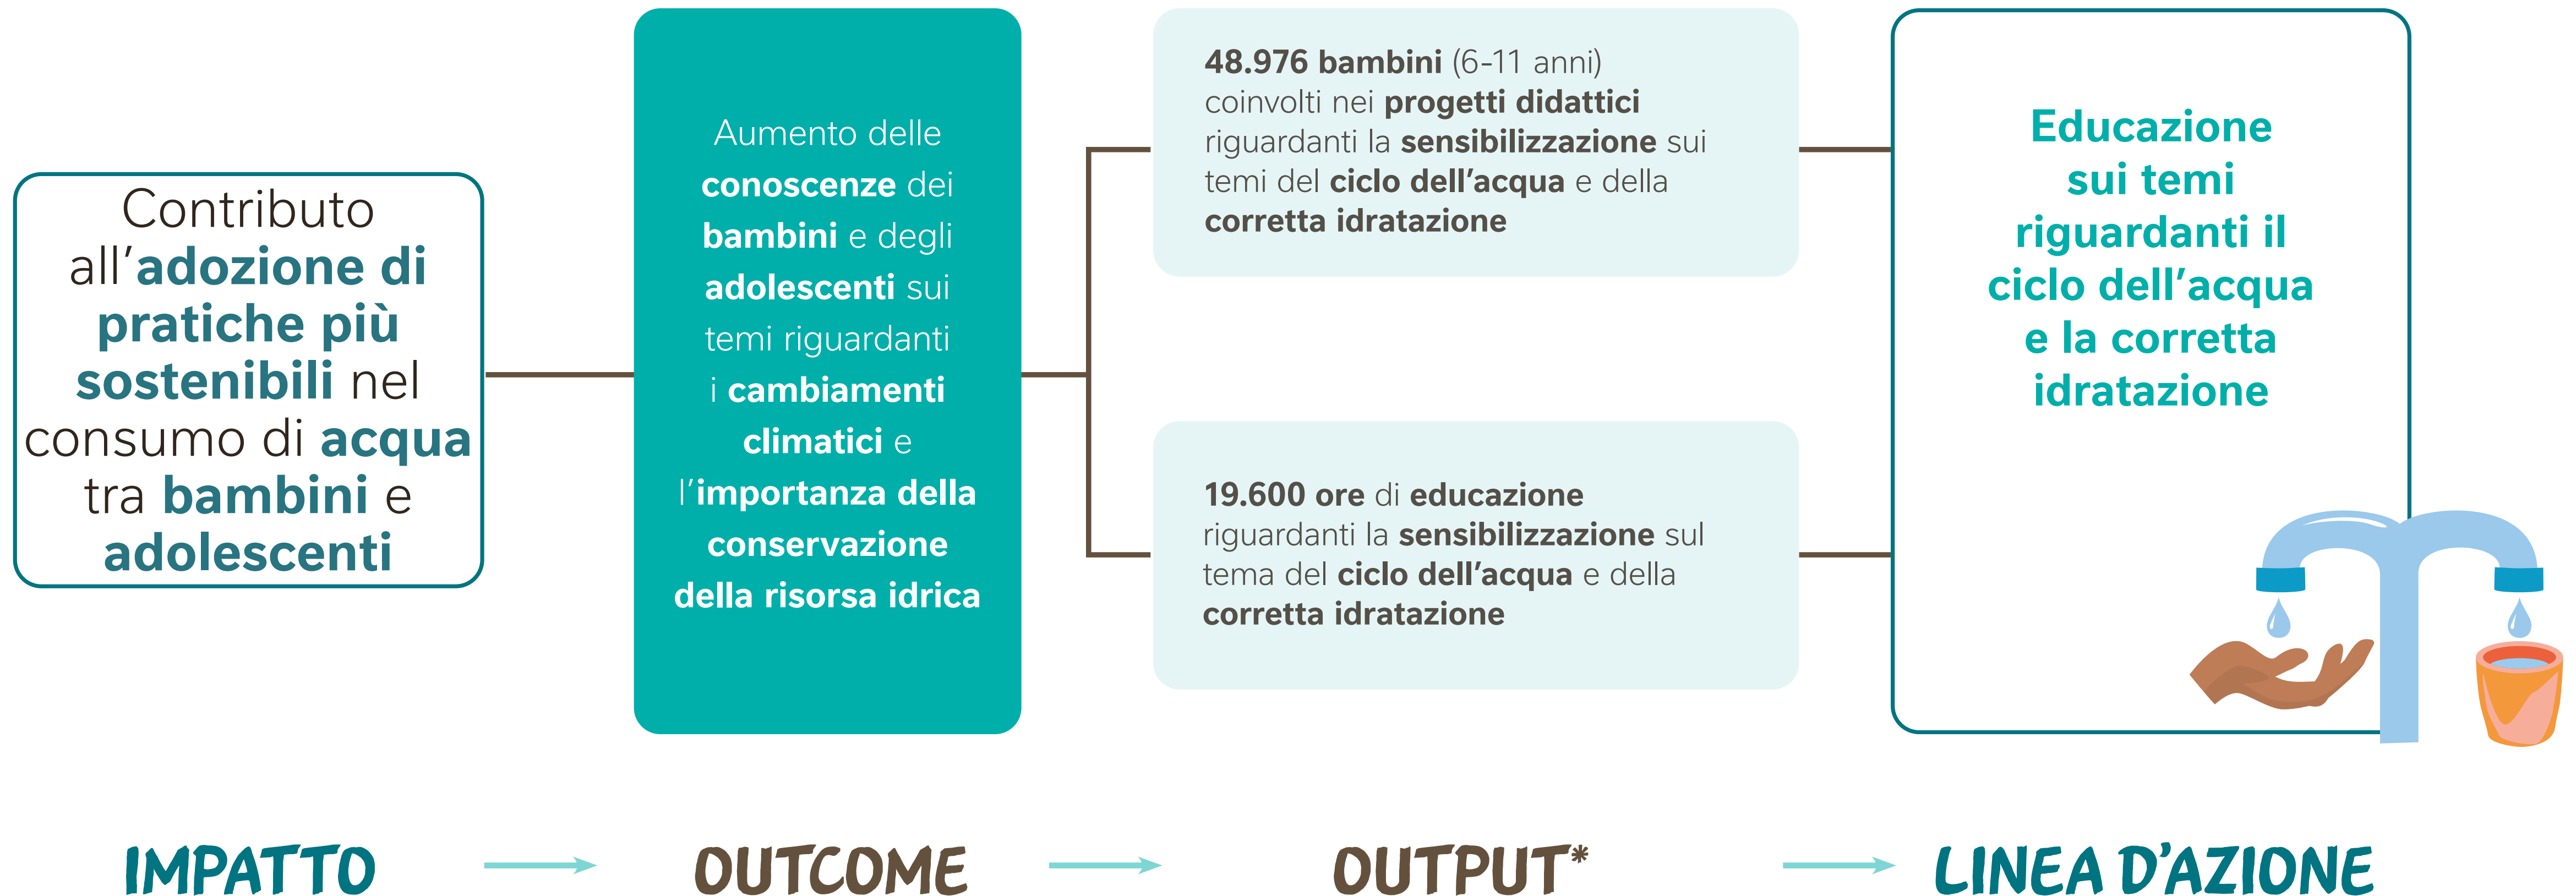 Contributo
all'adozione di
pratiche più
sostenibili nel
consumo di acqua
tra bambini e
adolescenti
Aumento delle
conoscenze dei
bambini e degli
adolescenti sui
temi riguardanti
i cambiamenti
climatici e
l'importanza della
conservazione
della risorsa idrica
48.976 bambini (6-11 anni)
coinvolti nei progetti didattici
riguardanti la sensibilizzazione sui
temi del ciclo dell'acqua e della
corretta idratazione
19.600 ore di educazione
riguardanti la sensibilizzazione sul
tema del ciclo dell'acqua e della
corretta idratazione
Educazione
sui temi
riguardanti il
ciclo dell'acqua
e la corretta
idratazione
IMPATTO
OUTCOME
OUTPUT*
LINEA D'AZIONE